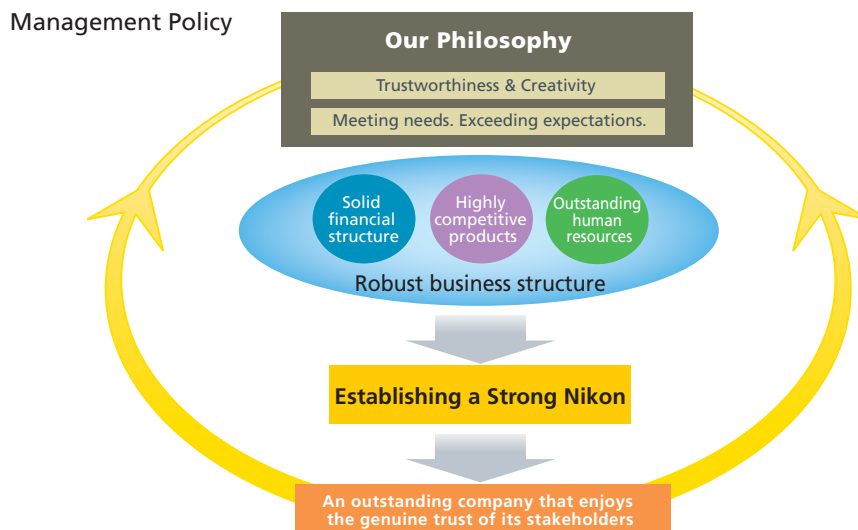 Management Policy
Our Philosophy
Trustworthiness & Creativity
Meeting needs. Exceeding expectations.
Solid
financial
structure
Highly
competitive
products
Outstanding
human
resources
Robust business structure
Establishing a Strong Nikon
An outstanding company that enjoys
the genuine trust of its stakeholders